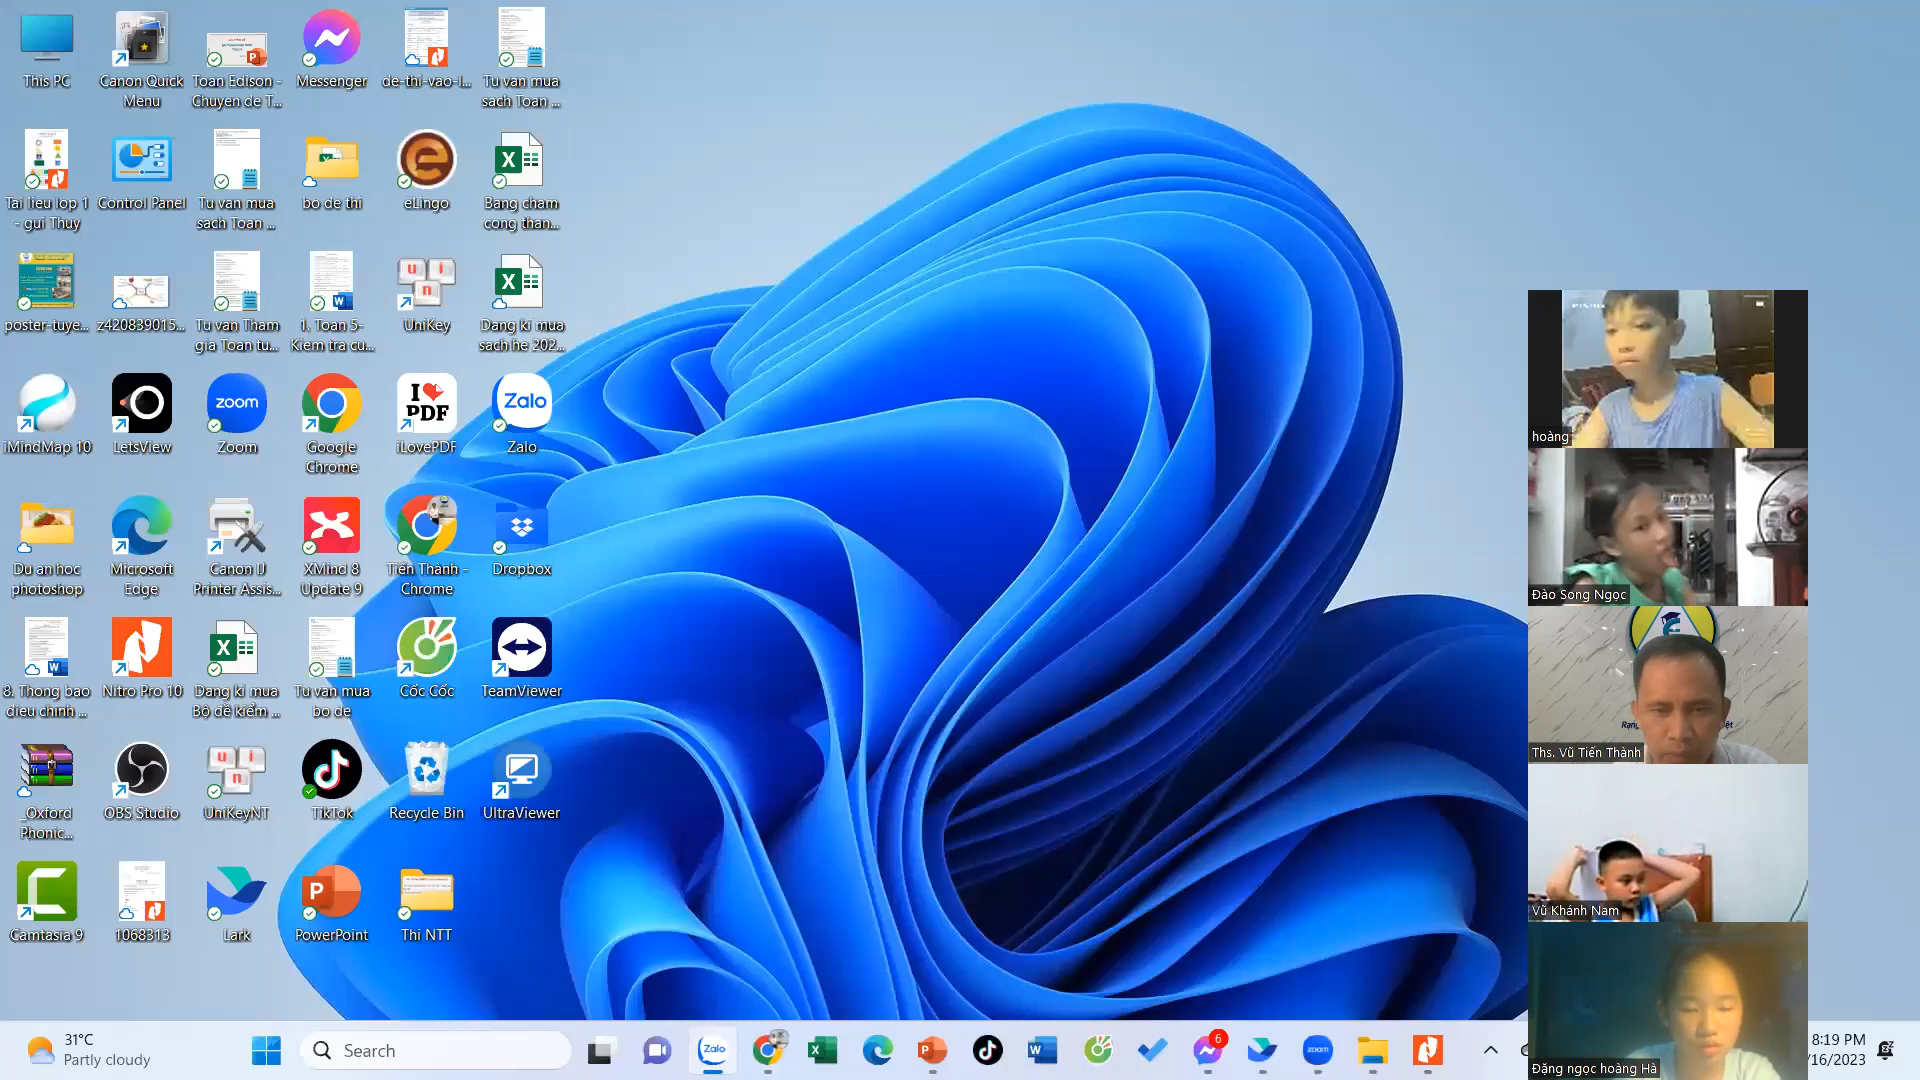 This PC
Canon Quick
Menu
Toan Edison -
Chuyen de T...
Messenger
de-thi-vao-l...
Tu van mua
sach Toan ...
Tai lieu lop 1
- gui Thuy
Control Panel
Tu van mua
sach Toan ...
bo de thi
eLingo
Bang cham
cong than...
poster-tuye...
z420839015...
Tu van Tham
gia Toan tu...
1. Toan 5-
Kiem tra cu...
UniKey
Dang ki mua
sach he 202...
iMindMap 10
LetsView
zoom
Zoom
Google
Chrome
I
PDF
iLovePDF
Zalo
Zalo
Du an hoc
photoshop
Microsoft
Edge
Canon IJ
Printer Assis...
XMind 8
Update 9
Tiến Thành -
Chrome
Dropbox
8. Thong bao
dieu chinh ...
Nitro Pro 10
Dang ki mua
Bộ đề kiểm ...
Tu van mua
bo de
Cốc Cốc
TeamViewer
_Oxford
Phonic...
OBS Studio
UniKeyNT
TikTok
Recycle Bin
UltraViewer
Camtasia 9
1068313
Lark
PowerPoint
Thi NTT
hoàng
Đào Song Ngọc
Ths. Vũ Tiến Thành
Vũ Khánh Nam
Đặng ngọc hoàng Hà
31°C
Partly cloudy
Search
Zalo
6
zoom
8:19 PM
/16/2023